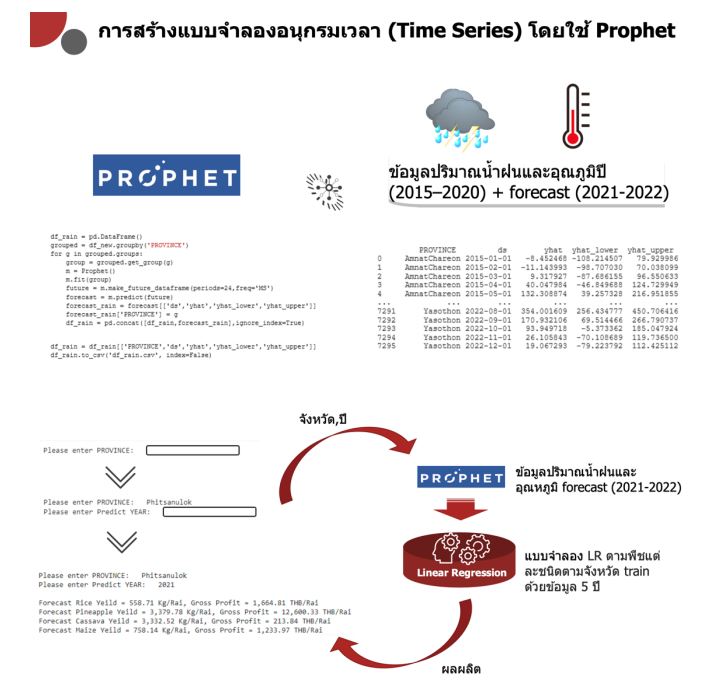 การสร้างแบบจำลองอนุกรมเวลา (Time Series) โดยใช้ Prophet
PROPHET
ข้อมูลปริมาณน้ำฝนและอุณภูมิปี
(2015–2020) + forecast (2021-2022)
df_rain = pd.DataFrame()
grouped = df_new.groupby('PROVINCE')
for g in grouped.groups:
group = grouped.get_group(g)
m = Prophet()
m.fit(group)
future = m.make_future_dataframe(periods=24,freq='MS')
forecast = m.predict(future)
forecast_rain = forecast[['ds','yhat','yhat_lower','yhat_upper']]
forecast_rain['PROVINCE'] = g
df_rain = pd.concat([df_rain,forecast_rain],ignore_index=True)
df_rain = df_rain[['PROVINCE','ds','yhat','yhat_lower','yhat_upper']]
df_rain.to_csv('df_rain.csv', index=False)
PROVINCE ds yhat yhat_lower yhat_upper
0 AmnatChareon 2015-01-01 -8.452468 -108.214507 79.929986
1 AmnatChareon 2015-02-01 -11.143993 -98.707030 70.038099
2 AmnatChareon 2015-03-01 9.317927 -87.686155 96.550633
3 AmnatChareon 2015-04-01 40.047984 -46.849688 124.729949
4 AmnatChareon 2015-05-01 132.308874 39.257328 216.951855
... ... ... ... ... ...
7291 Yasothon 2022-08-01 354.001609 256.434777 450.706416
7292 Yasothon 2022-09-01 170.932106 69.514466 266.790737
7293 Yasothon 2022-10-01 93.949718 -5.373362 185.047924
7294 Yasothon 2022-11-01 26.105843 -70.108689 119.736500
7295 Yasothon 2022-12-01 19.067293 -79.223792 112.425112
จังหวัด,ปี
Please enter PROVINCE:
Please enter PROVINCE: Phitsanulok
Please enter Predict YEAR:
Please enter PROVINCE: Phitsanulok
Please enter Predict YEAR: 2021
Forecast Rice Yeild = 558.71 Kg/Rai, Gross Profit = 1,664.81 THB/Rai
Forecast Pineapple Yeild = 3,379.78 Kg/Rai, Gross Profit = 12,600.33 THB/Rai
Forecast Cassava Yeild = 3,332.52 Kg/Rai, Gross Profit = 213.84 THB/Rai
Forecast Maize Yeild = 758.14 Kg/Rai, Gross Profit = 1,233.97 THB/Rai
PROPHET
ข้อมูลปริมาณน้ำฝนและ
อุณหภูมิ forecast (2021-2022)
Linear Regression
แบบจำลอง LR ตามพืชแต่
ละชนิดตามจังหวัด train
ด้วยข้อมูล 5 ปี
ผลผลิต